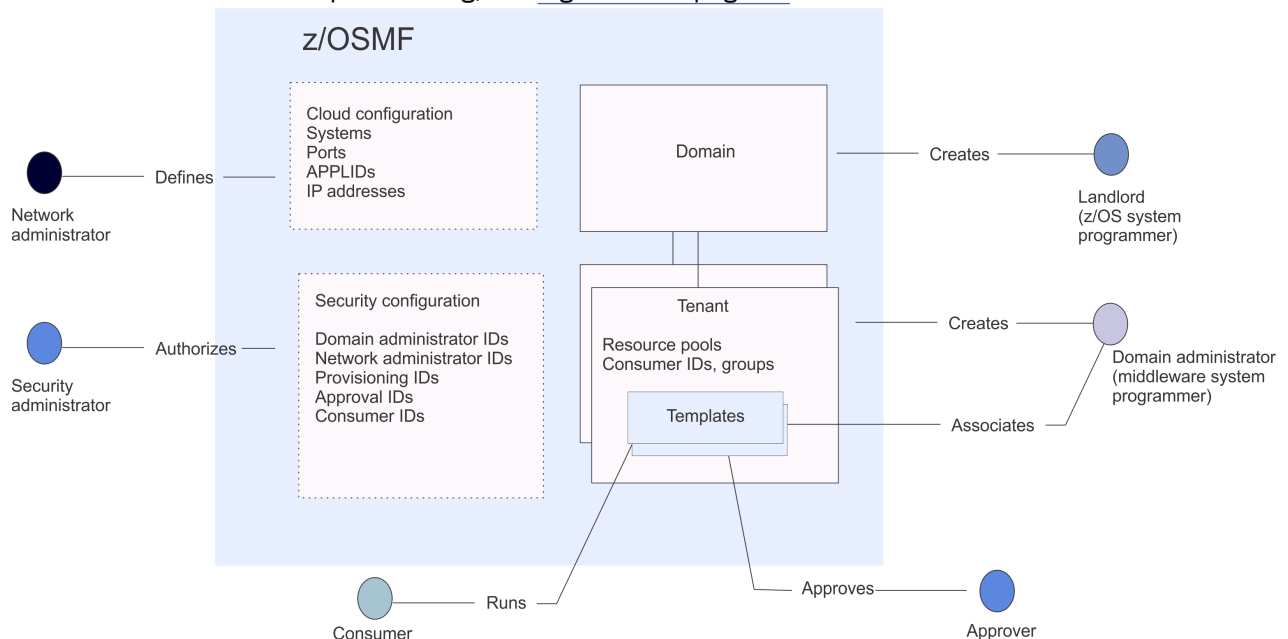 z/OSMF
Cloud configuration
Systems
Ports
APPLIDs
IP addresses
Domain
Creates
Landlord
(z/OS system
programmer)
Defines
Network
administrator
Security configuration
Domain administrator IDs
Network administrator IDs
Provisioning IDs
Approval IDs
Consumer IDs
Tenant
Resource pools
Consumer IDs, groups
Templates
Creates
Domain administrator
(middleware system
programmer)
Associates
Authorizes
Security
administrator
Runs
Consumer
Approves
Approver